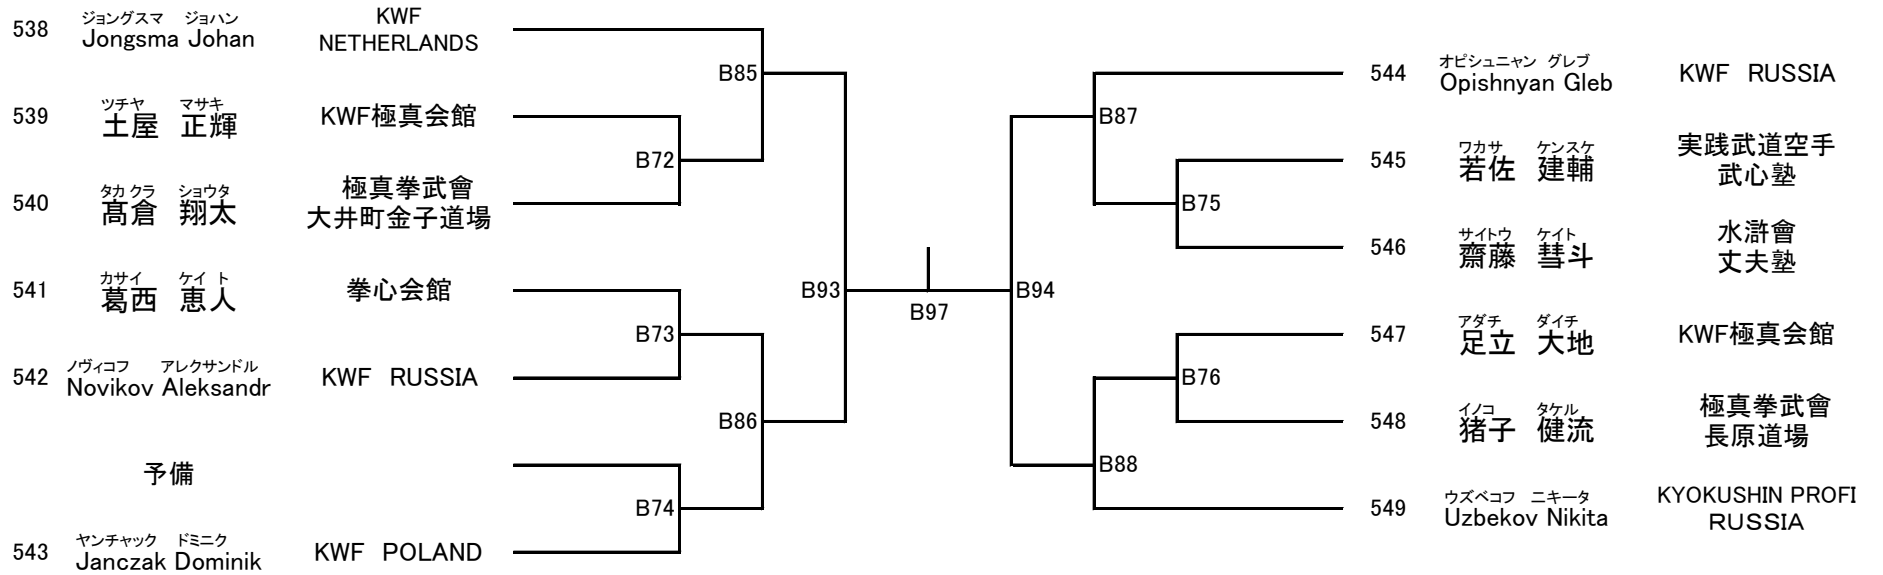 ジョングスマ ジョハン
538 Jongsma Johan
KWF
NETHERLANDS
B85
ツチヤ マサキ
539 土屋 正輝 KWF極真会館
B72
タカクラ ショウタ
540 髙倉 翔太
極真拳武會
大井町金子道場
カサイ ケイト
541 葛西 恵人 拳心会館
B73
ノヴィコフ アレクサンドル
542 Novikov Aleksandr KWF RUSSIA
B86
予備
B74
ヤンチャック ドミニク
543 Janczak Dominik KWF POLAND
B93
B97
B94
オピシュニャン グレブ
544 Opishnyan Gleb KWF RUSSIA
B87
ワカサ ケンスケ
545 若佐 建輔
実践武道空手
武心塾
B75
サイトウ ケイト
546 齋藤 彗斗
水滸會
丈夫塾
アダチ ダイチ
547 足立 大地 KWF極真会館
B76
イノコ タケル
548 猪子 健流
極真拳武會
長原道場
B88
ウズベコフ ニキータ
549 Uzbekov Nikita
KYOKUSHIN PROFI
RUSSIA